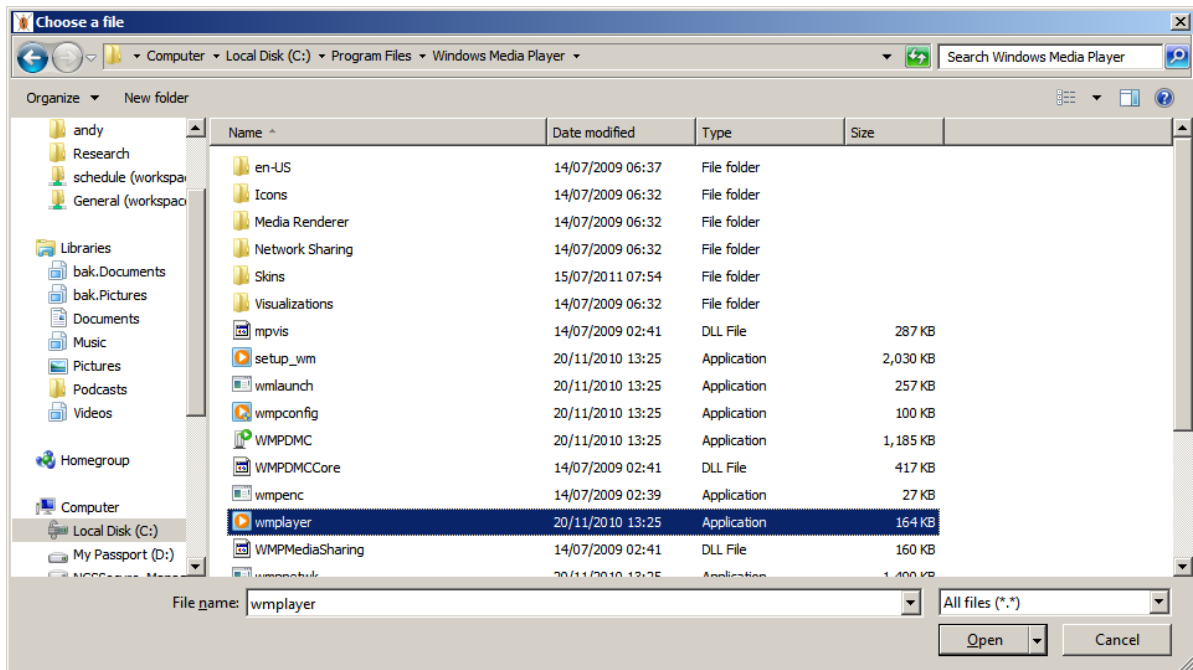 Choose a file
Computer Local Disk (C:) Program Files Windows Media Player Search Windows Media Player
Organize New folder
Name Date modified Type Size
andy
Research
schedule (workspa
General (workspac
Libraries
bak.Documents
bak.Pictures
Documents
Music
Pictures
Podcasts
Videos
Homegroup
Computer
Local Disk (C:)
My Passport (D:)
en-US 14/07/2009 06:37 File folder
Icons 14/07/2009 06:32 File folder
Media Renderer 14/07/2009 06:32 File folder
Network Sharing 14/07/2009 06:32 File folder
Skins 15/07/2011 07:54 File folder
Visualizations 14/07/2009 06:32 File folder
mpvis 14/07/2009 02:41 DLL File 287 KB
setup_wm 20/11/2010 13:25 Application 2,030 KB
wmlaunch 20/11/2010 13:25 Application 257 KB
wmpconfig 20/11/2010 13:25 Application 100 KB
WMPDMC 20/11/2010 13:25 Application 1,185 KB
WMPDMCCore 14/07/2009 02:41 DLL File 417 KB
wmpenc 14/07/2009 02:39 Application 27 KB
wmplayer 20/11/2010 13:25 Application 164 KB
WMPMediaSharing 14/07/2009 02:41 DLL File 160 KB
File name: wmplayer All files (*.*)
Open Cancel